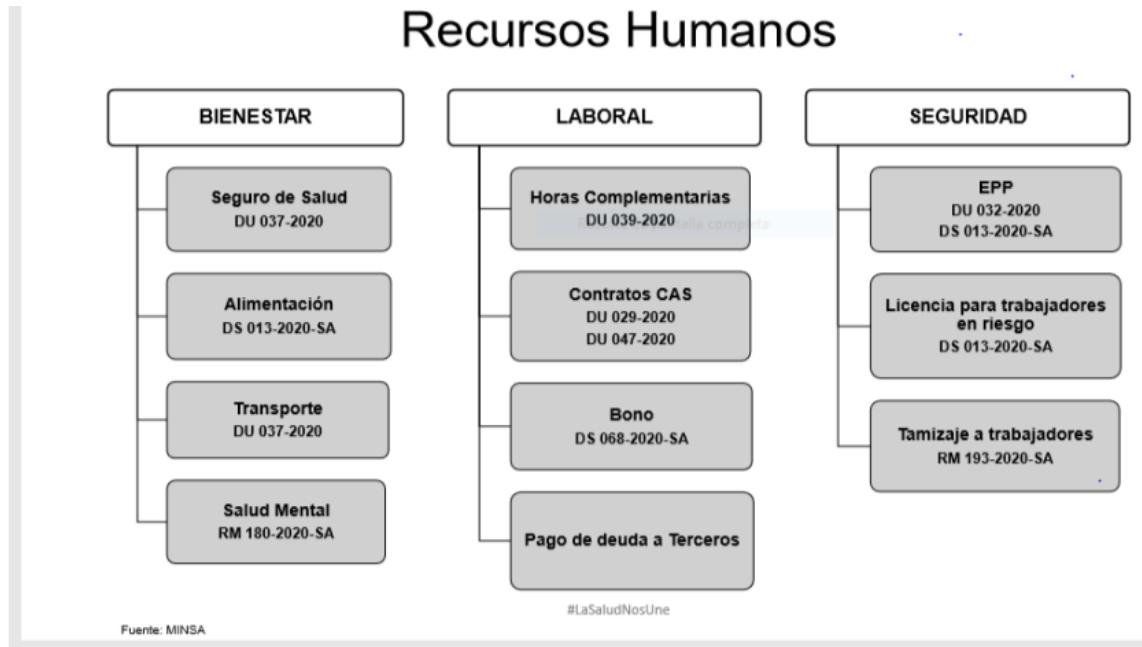 Recursos Humanos
BIENESTAR
Seguro de Salud
DU 037-2020
Alimentación
DS 013-2020-SA
Transporte
DU 037-2020
Salud Mental
RM 180-2020-SA
LABORAL
Horas Complementarias
DU 039-2020
Contratos CAS
DU 029-2020
DU 047-2020
Bono
DS 068-2020-SA
Pago de deuda a Terceros
SEGURIDAD
EPP
DU 032-2020
DS 013-2020-SA
Licencia para trabajadores
en riesgo
DS 013-2020-SA
Tamizaje a trabajadores
RM 193-2020-SA
#LaSaludNosUne
Fuente: MINSA